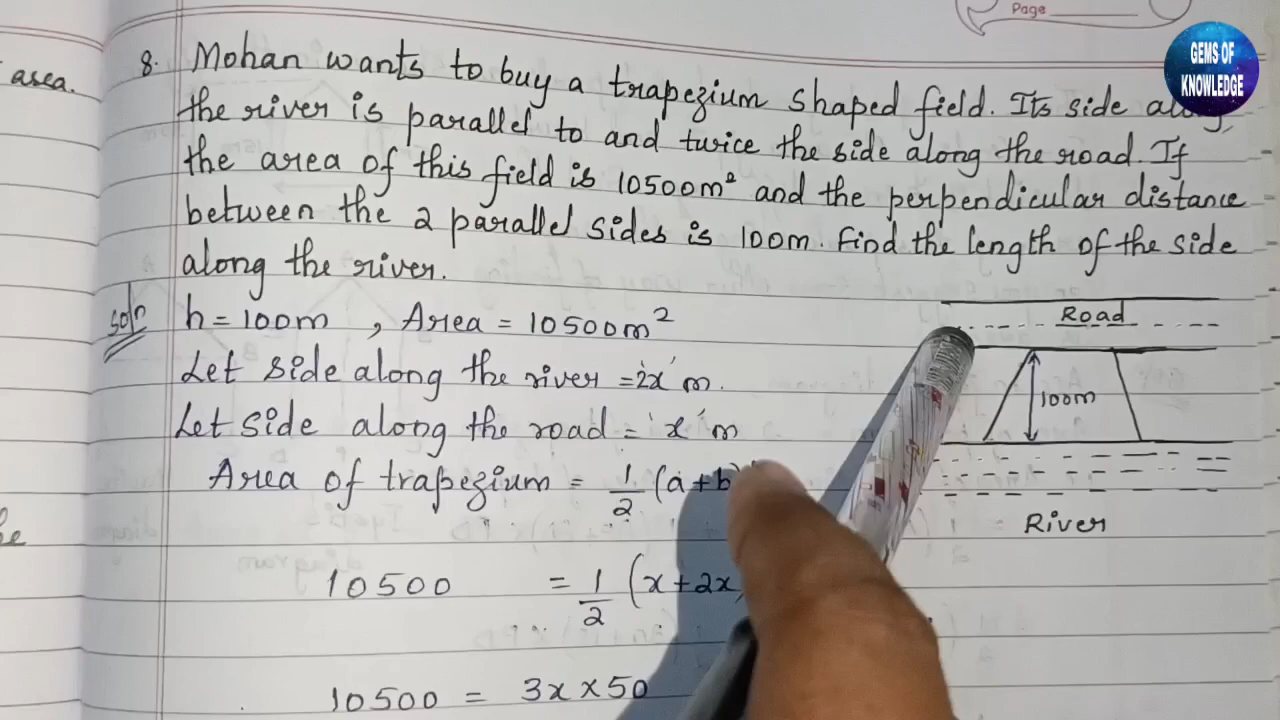 Page
GEMS OF
KNOWLEDGE
area.
8. Mohan wants to buy a trapezium shaped field. Its side along
the river is parallel to and twice the side along the road. If
the area of this field is 10500m² and the perpendicular distance
between the 2 parallel sides is 100m. Find the length of the side
along the river.
Soln
h = 100m , Area = 10500m²
Let side along the river = '2x' m.
Let side along the road = 'x' m
Area of trapezium = 1/2 (a+b)
10500 = 1/2 (x+2x)
10500 = 3x × 50
Road
100m
River